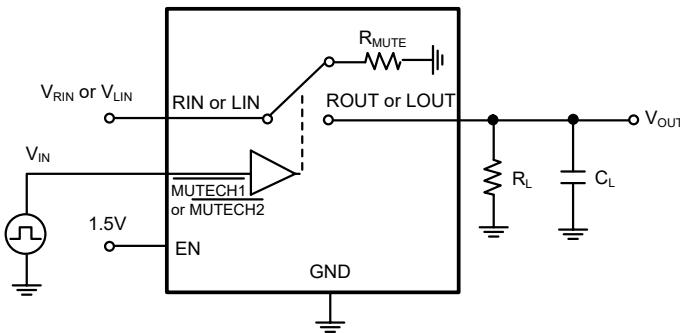 R_MUTE
V_RIN or V_LIN
RIN or LIN
ROUT or LOUT
V_OUT
V_IN
MUTECH1
or MUTECH2
R_L
C_L
1.5V
EN
GND